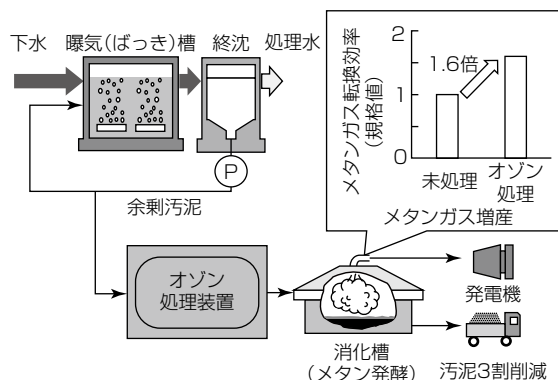 下水
曝気(ばっき)槽
終沈
処理水
P
余剰汚泥
オゾン
処理装置
メタンガス転換効率
(規格値)
2
1
0
1.6倍
未処理
オゾン
処理
メタンガス増産
発電機
消化槽
(メタン発酵)
汚泥3割削減